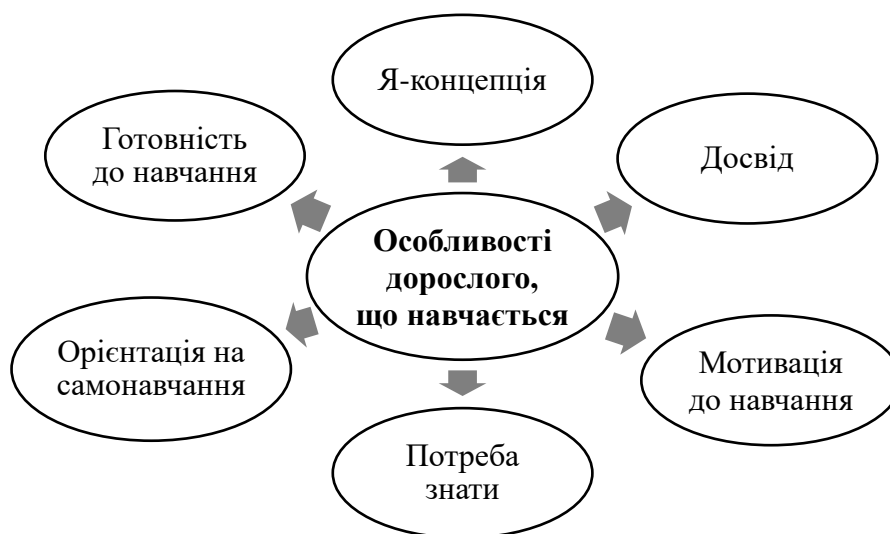 Я-концепція
Готовність
до навчання
Досвід
Особливості
дорослого,
що навчається
Орієнтація на
самонавчання
Мотивація
до навчання
Потреба
знати